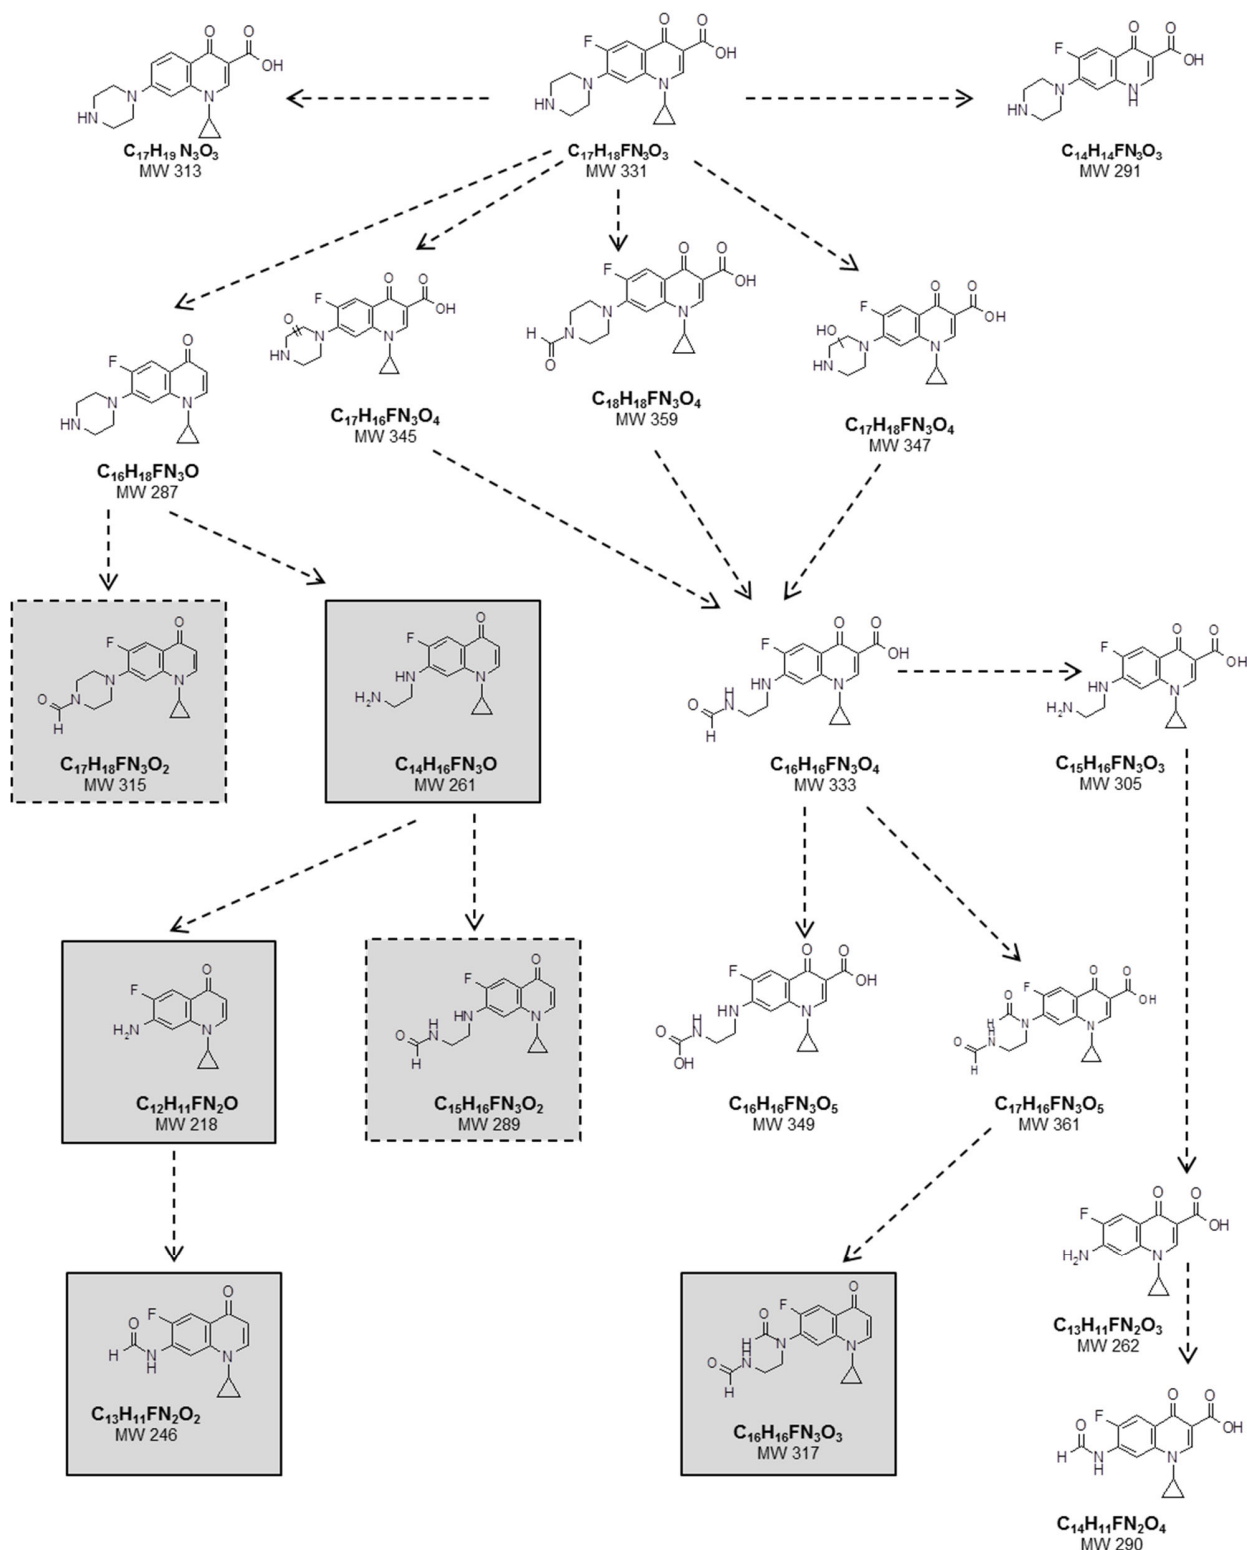 C₁₇H₁₉ N₃O₃
MW 313
C₁₇H₁₈FN₃O₃
MW 331
C₁₄H₁₄FN₃O₃
MW 291
C₁₆H₁₈FN₃O
MW 287
C₁₇H₁₆FN₃O₄
MW 345
C₁₈H₁₈FN₃O₄
MW 359
C₁₇H₁₈FN₃O₄
MW 347
C₁₇H₁₈FN₃O₂
MW 315
C₁₄H₁₆FN₃O
MW 261
C₁₆H₁₆FN₃O₄
MW 333
C₁₅H₁₆FN₃O₃
MW 305
C₁₂H₁₁FN₂O
MW 218
C₁₅H₁₆FN₃O₂
MW 289
C₁₆H₁₆FN₃O₅
MW 349
C₁₇H₁₆FN₃O₅
MW 361
C₁₃H₁₁FN₂O₃
MW 262
C₁₃H₁₁FN₂O₂
MW 246
C₁₆H₁₆FN₃O₃
MW 317
C₁₄H₁₁FN₂O₄
MW 290